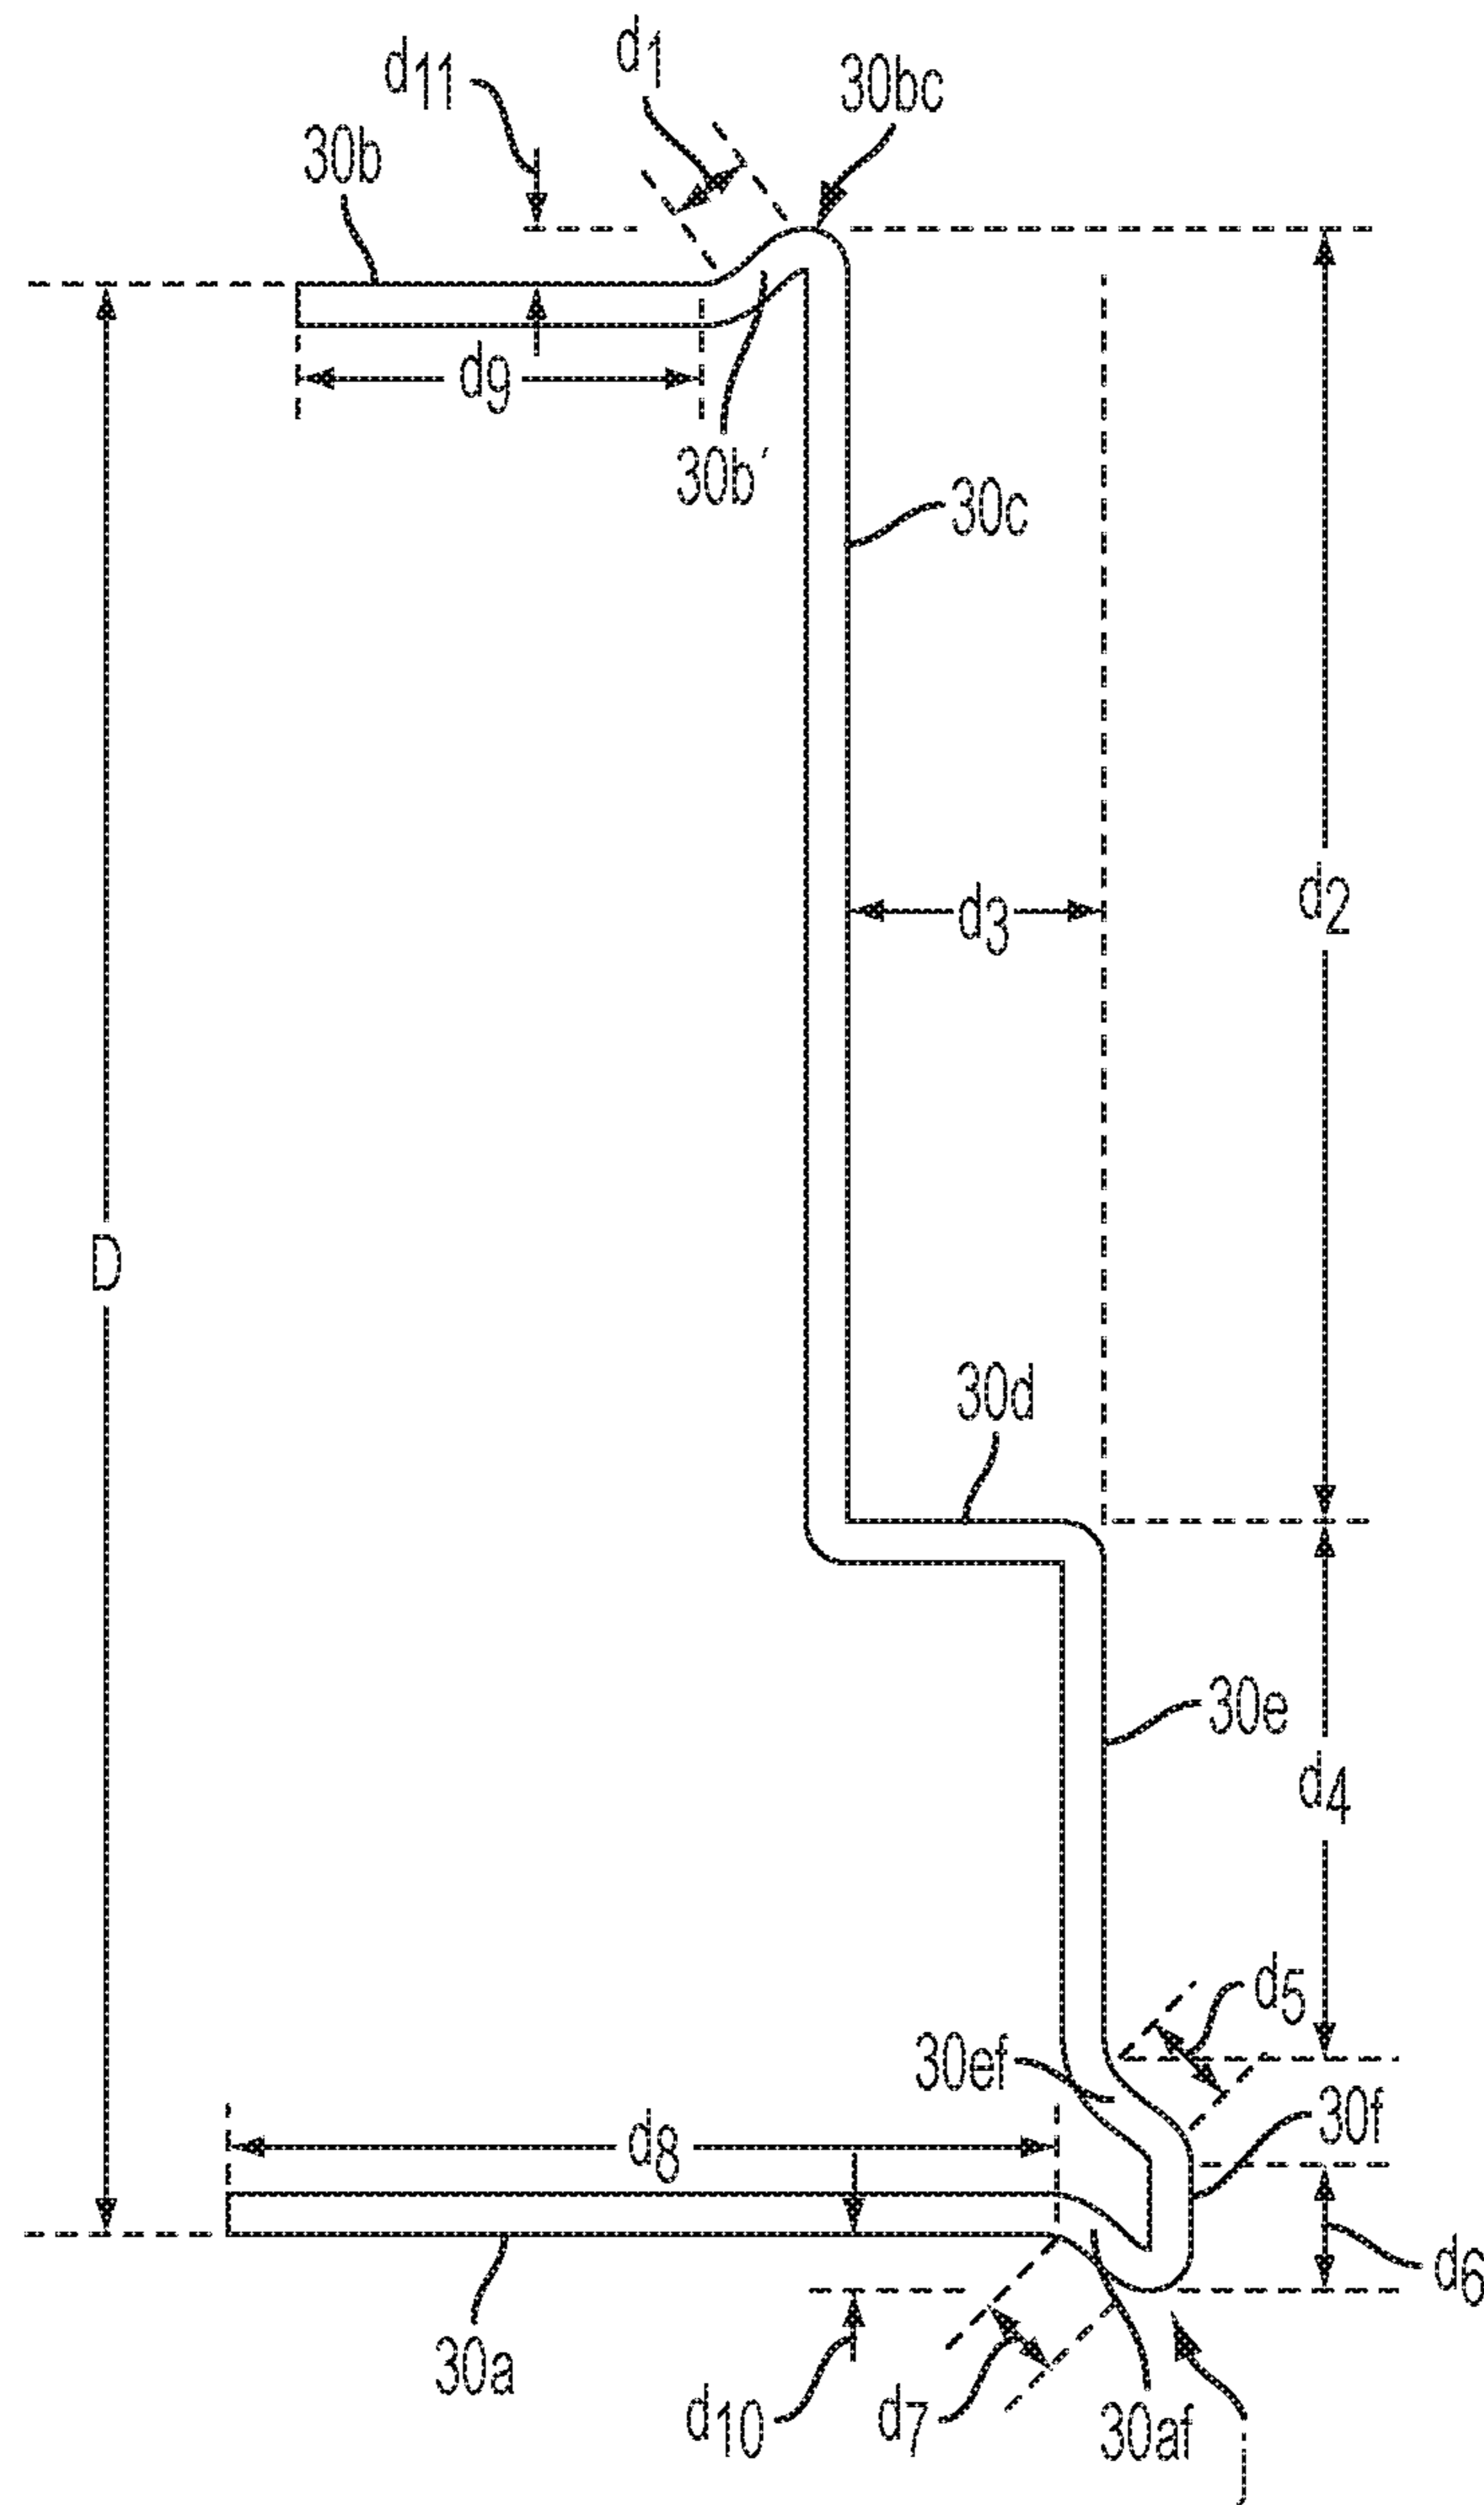 d1
d11
30bc
30b
d9
30b′
30c
d3
d2
D
30d
30e
d4
d5
30ef
30f
d8
d6
30a
d10
d7
30af